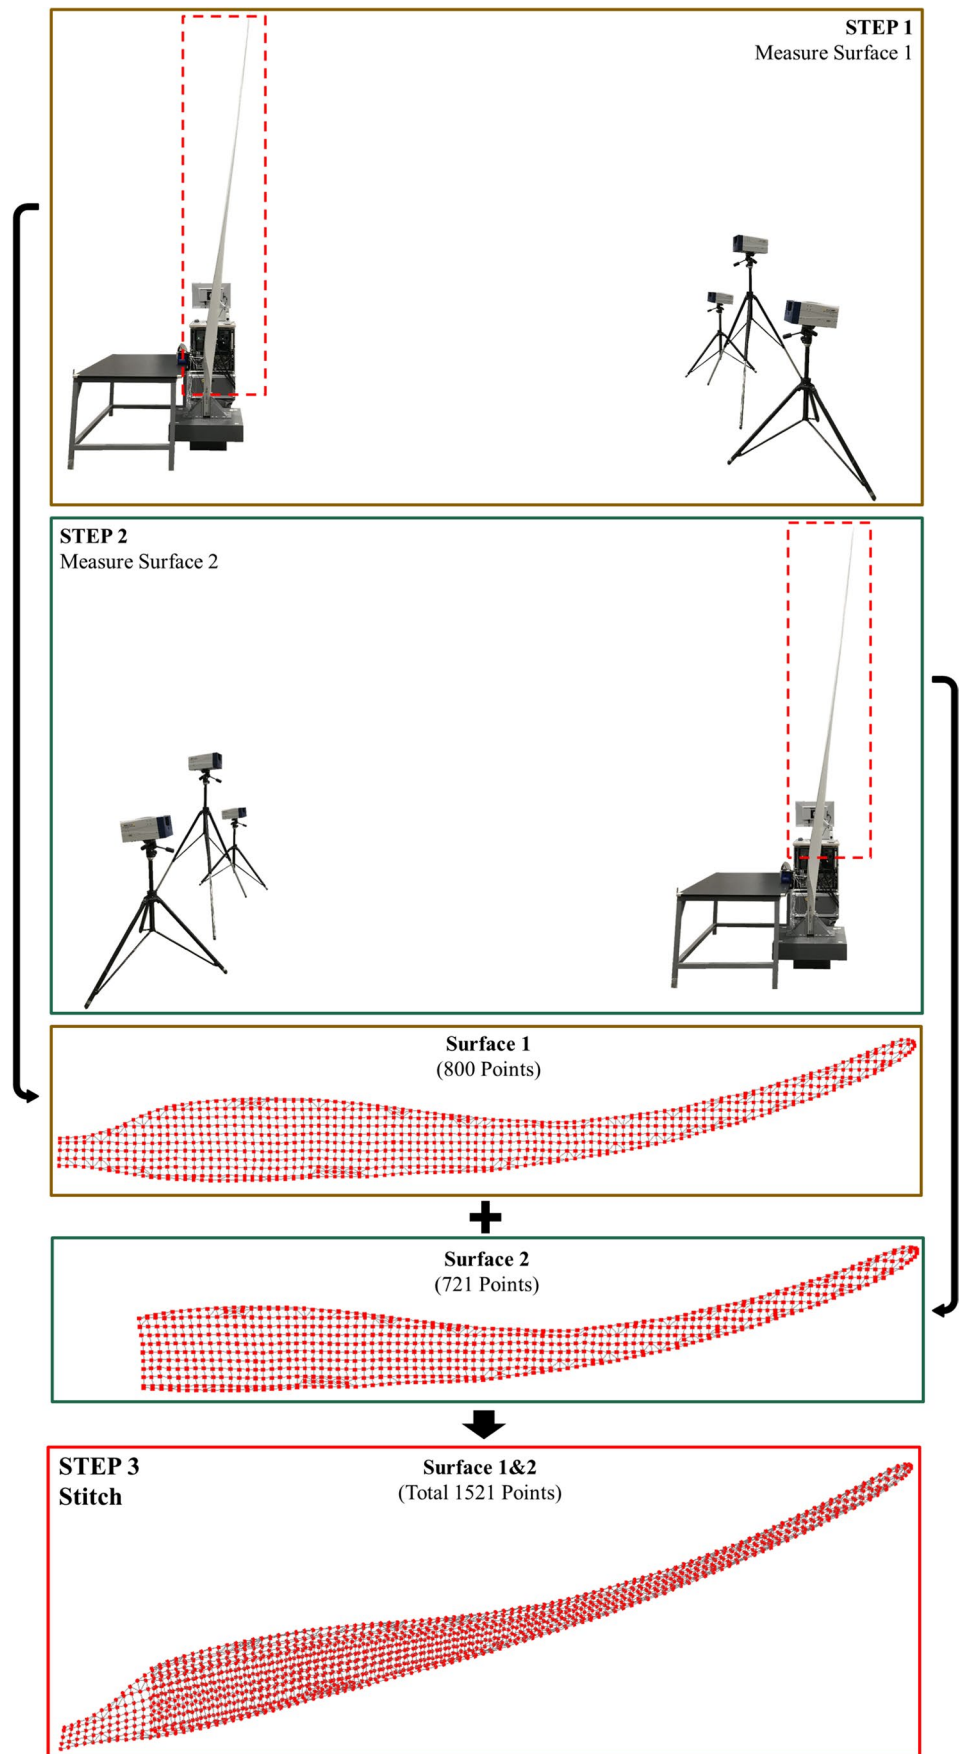 STEP 1
Measure Surface 1
STEP 2
Measure Surface 2
Surface 1
(800 Points)
Surface 2
(721 Points)
STEP 3
Stitch
Surface 1&2
(Total 1521 Points)